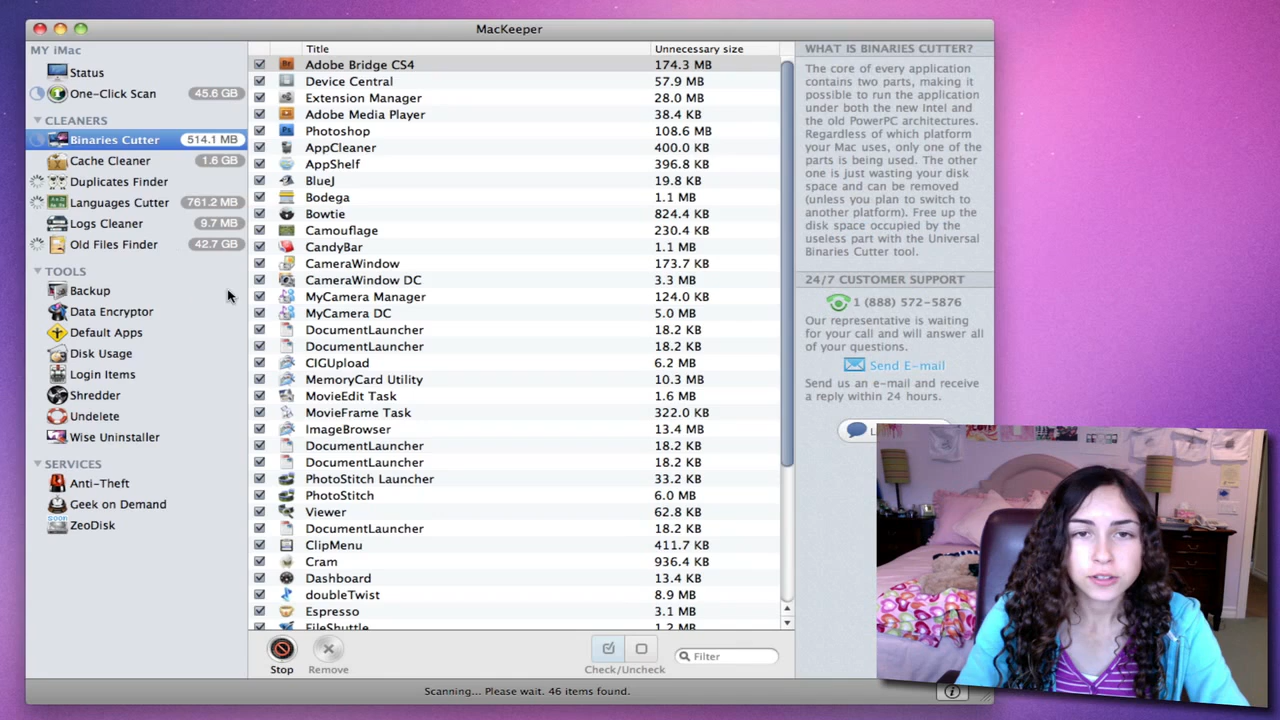 MacKeeper
MY iMac
Status
One-Click Scan 45.6 GB
CLEANERS
Binaries Cutter 514.1 MB
Cache Cleaner 1.6 GB
Duplicates Finder
Languages Cutter 761.2 MB
Logs Cleaner 9.7 MB
Old Files Finder 42.7 GB
TOOLS
Backup
Data Encryptor
Default Apps
Disk Usage
Login Items
Shredder
Undelete
Wise Uninstaller
SERVICES
Anti-Theft
Geek on Demand
soon
ZeoDisk
Title Unnecessary size
Adobe Bridge CS4 174.3 MB
Device Central 57.9 MB
Extension Manager 28.0 MB
Adobe Media Player 38.4 KB
Photoshop 108.6 MB
AppCleaner 400.0 KB
AppShelf 396.8 KB
BlueJ 19.8 KB
Bodega 1.1 MB
Bowtie 824.4 KB
Camouflage 230.4 KB
CandyBar 1.1 MB
CameraWindow 173.7 KB
CameraWindow DC 3.3 MB
MyCamera Manager 124.0 KB
MyCamera DC 5.0 MB
DocumentLauncher 18.2 KB
DocumentLauncher 18.2 KB
CIGUpload 6.2 MB
MemoryCard Utility 10.3 MB
MovieEdit Task 1.6 MB
MovieFrame Task 322.0 KB
ImageBrowser 13.4 MB
DocumentLauncher 18.2 KB
DocumentLauncher 18.2 KB
PhotoStitch Launcher 33.2 KB
PhotoStitch 6.0 MB
Viewer 62.8 KB
DocumentLauncher 18.2 KB
ClipMenu 411.7 KB
Cram 936.4 KB
Dashboard 13.4 KB
doubleTwist 8.9 MB
Espresso 3.1 MB
FileShuttle 1.2 MB
Stop
Remove
Check/Uncheck
Filter
Scanning... Please wait. 46 items found.
WHAT IS BINARIES CUTTER?
The core of every application
contains two parts, making it
possible to run the application
under both the new Intel and
the old PowerPC architectures.
Regardless of which platform
your Mac uses, only one of the
parts is being used. The other
one is just wasting your disk
space and can be removed
(unless you plan to switch to
another platform). Free up the
disk space occupied by the
useless part with the Universal
Binaries Cutter tool.
24/7 CUSTOMER SUPPORT
1 (888) 572-5876
Our representative is waiting
for your call and will answer all
of your questions.
Send E-mail
Send us an e-mail and receive
a reply within 24 hours.